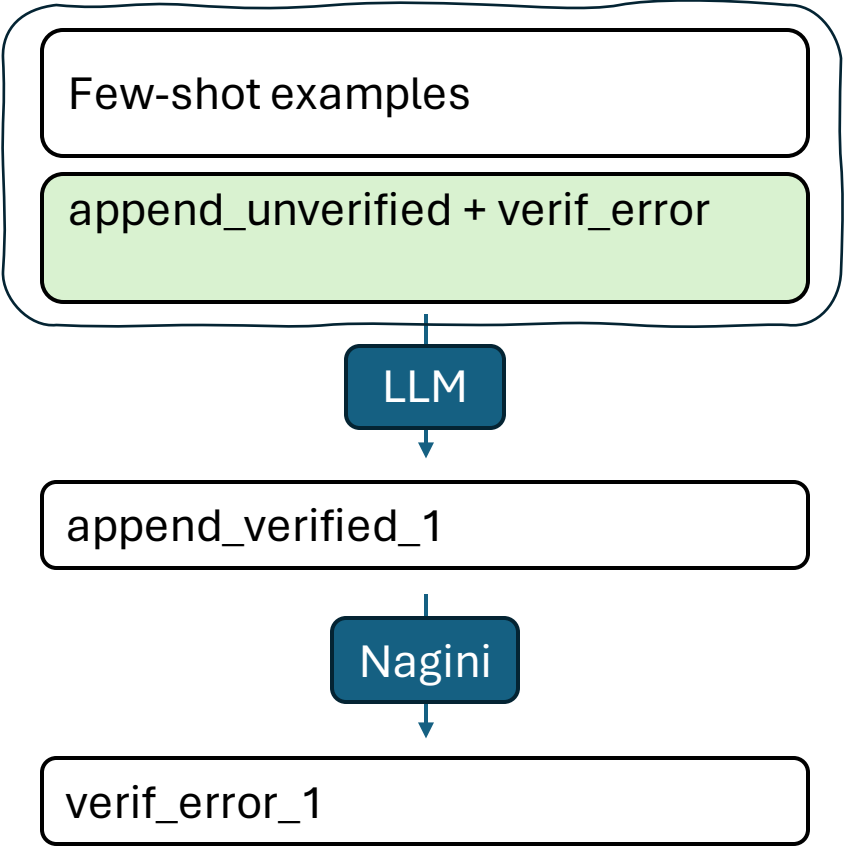 Few-shot examples
append_unverified + verif_error
LLM
append_verified_1
Nagini
verif_error_1